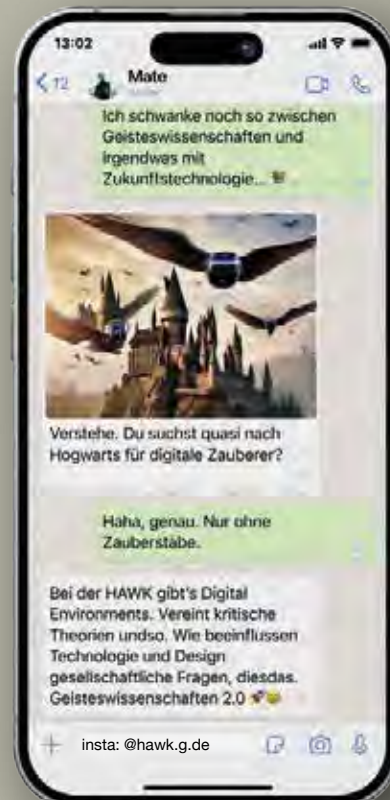 13:02
12
Mate
Ich schwanke noch so zwischen
Geisteswissenschaften und
irgendwas mit
Zukunftstechnologie...
Verstehe. Du suchst quasi nach
Hogwarts für digitale Zauberer?
Haha, genau. Nur ohne
Zauberstäbe.
Bei der HAWK gibt's Digital
Environments. Vereint kritische
Theorien undso. Wie beeinflussen
Technologie und Design
gesellschaftliche Fragen, diesdas.
Geisteswissenschaften 2.0 🚀😄
insta: @hawk.g.de